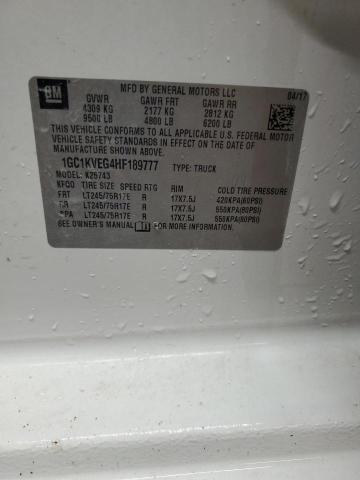 GM
MFD BY GENERAL MOTORS LLC
04/17
GVWR GAWR FRT GAWR RR
4309 KG 2177 KG 2812 KG
9500 LB 4800 LB 6200 LB
THIS VEHICLE CONFORMS TO ALL APPLICABLE U.S. FEDERAL MOTOR
VEHICLE SAFETY STANDARDS IN EFFECT ON THE DATE OF
MANUFACTURE SHOWN ABOVE.
1GC1KVEG4HF189777 TYPE: TRUCK
MODEL: K25743
KFQD TIRE SIZE SPEED RTG RIM COLD TIRE PRESSURE
FRT LT245/75R17E R 17X7.5J 420KPA(60PSI)
RR LT245/75R17E R 17X7.5J 550KPA(80PSI)
SPA LT245/75R17E R 17X7.5J 550KPA(80PSI)
SEE OWNER'S MANUAL FOR MORE INFORMATION.